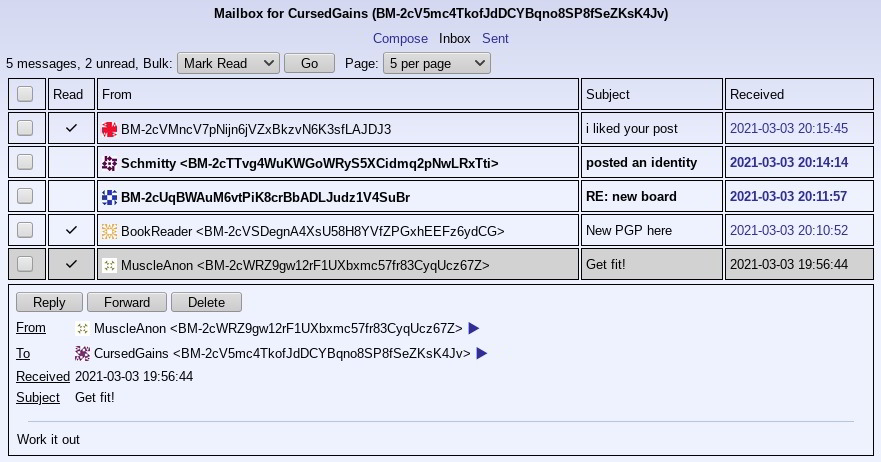 Mailbox for CursedGains (BM-2cV5mc4TkofJdDCYBqno8SP8fSeZKsK4Jv)
Compose Inbox Sent
5 messages, 2 unread, Bulk: Mark Read Go Page: 5 per page
Read From Subject Received
BM-2cVMncV7pNijn6jVZxBkzvN6K3sfLAJDJ3 i liked your post 2021-03-03 20:15:45
Schmitty <BM-2cTTvg4WuKWGoWRyS5XCidmq2pNwLRxTti> posted an identity 2021-03-03 20:14:14
BM-2cUqBWAuM6vtPiK8crBbADLJudz1V4SuBr RE: new board 2021-03-03 20:11:57
BookReader <BM-2cVSDegnA4XsU58H8YVfZPGxhEEFz6ydCG> New PGP here 2021-03-03 20:10:52
MuscleAnon <BM-2cWRZ9gw12rF1UXbxmc57fr83CyqUcz67Z> Get fit! 2021-03-03 19:56:44
Reply Forward Delete
From MuscleAnon <BM-2cWRZ9gw12rF1UXbxmc57fr83CyqUcz67Z>
To CursedGains <BM-2cV5mc4TkofJdDCYBqno8SP8fSeZKsK4Jv>
Received 2021-03-03 19:56:44
Subject Get fit!
Work it out